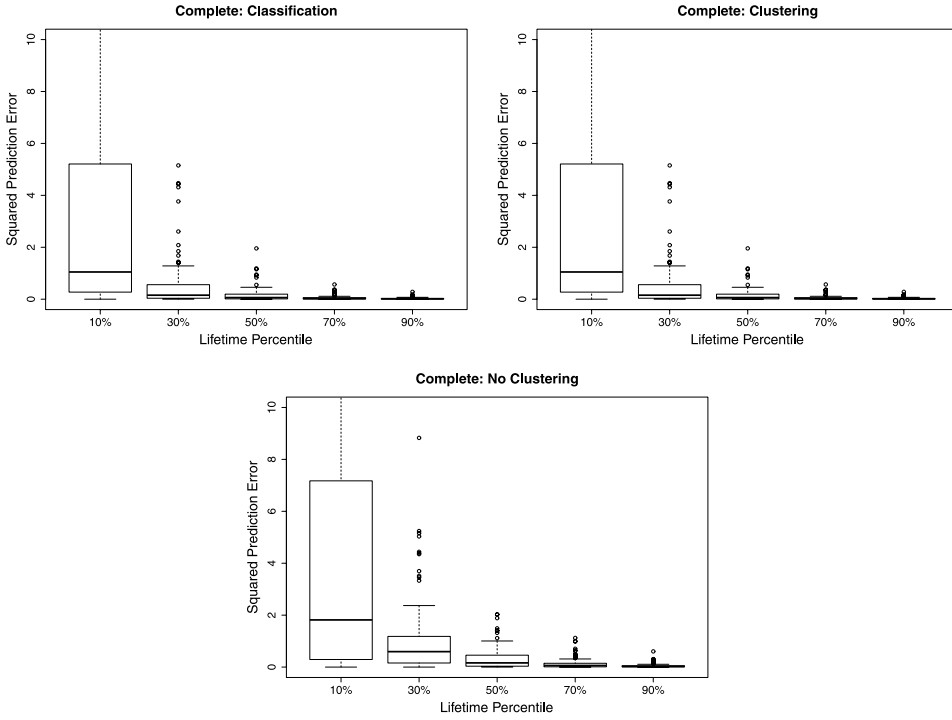 Complete: Classification
Squared Prediction Error
0 2 4 6 8 10
10% 30% 50% 70% 90%
Lifetime Percentile
Complete: Clustering
Squared Prediction Error
0 2 4 6 8 10
10% 30% 50% 70% 90%
Lifetime Percentile
Complete: No Clustering
Squared Prediction Error
0 2 4 6 8 10
10% 30% 50% 70% 90%
Lifetime Percentile